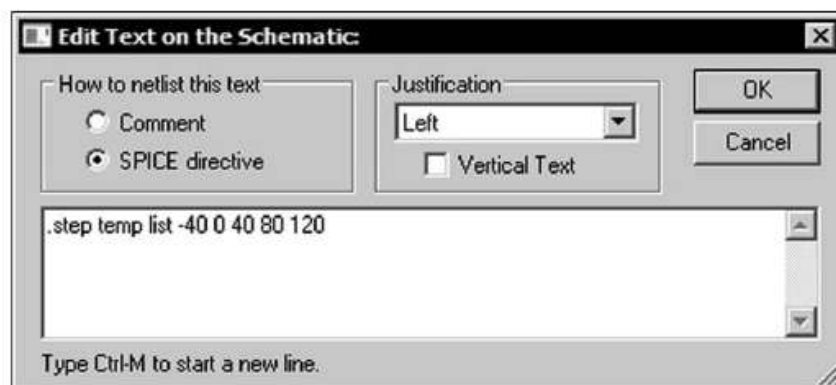 Edit Text on the Schematic:
How to netlist this text
Comment
SPICE directive
Justification
Left
Vertical Text
OK
Cancel
.step temp list -40 0 40 80 120
Type Ctrl-M to start a new line.